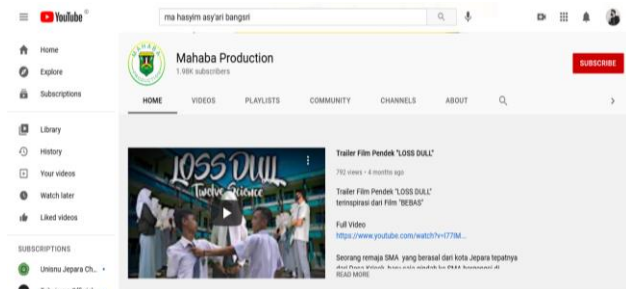 YouTube ID
ma hasyim asy'ari bangsri
Home
Explore
Subscriptions
Library
History
Your videos
Watch later
Liked videos
SUBSCRIPTIONS
Unisnu Jepara Ch...
MAHABA
Mahaba Production
1.98K subscribers
SUBSCRIBE
HOME VIDEOS PLAYLISTS COMMUNITY CHANNELS ABOUT
LOSS DULL
Twelve Science
Trailer Film Pendek "LOSS DULL"
792 views • 4 months ago
Trailer Film Pendek "LOSS DULL"
terinspirasi dari Film "BEBAS"
Full Video
https://www.youtube.com/watch?v=I77IM...
Seorang remaja SMA yang berasal dari kota Jepara tepatnya
READ MORE